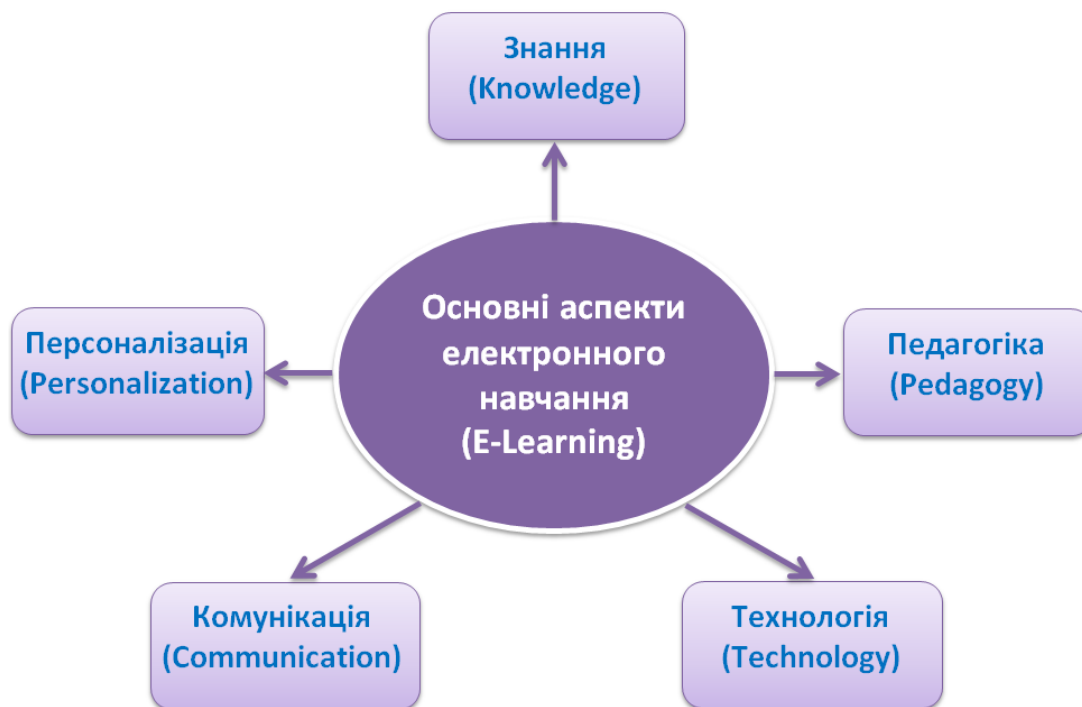 Знання
(Knowledge)
Основні аспекти
електронного
навчання
(E-Learning)
Персоналізація
(Personalization)
Педагогіка
(Pedagogy)
Комунікація
(Communication)
Технологія
(Technology)